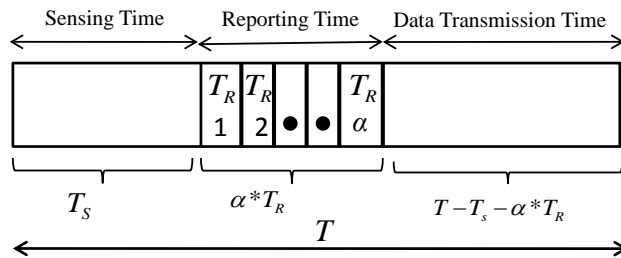 Sensing Time Reporting Time Data Transmission Time
T_R T_R T_R
1 2 ● ● α
T_S α*T_R T-T_s-α*T_R
T